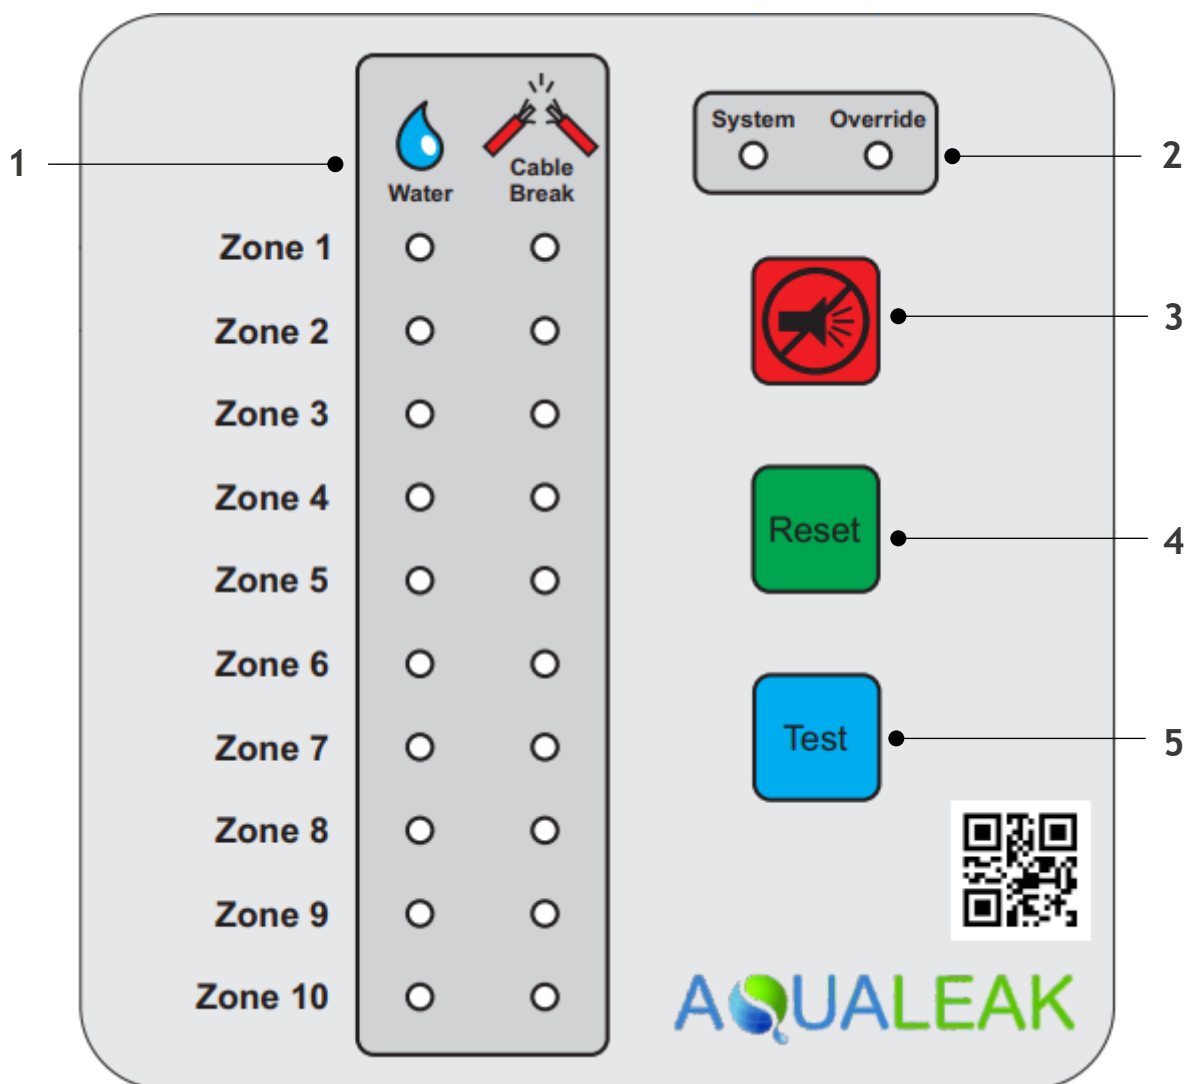 1
Water
Cable
Break
System Override
2
Zone 1
Zone 2
3
Zone 3
Zone 4
Reset
4
Zone 5
Zone 6
Zone 7
Test
5
Zone 8
Zone 9
Zone 10
AQUALEAK